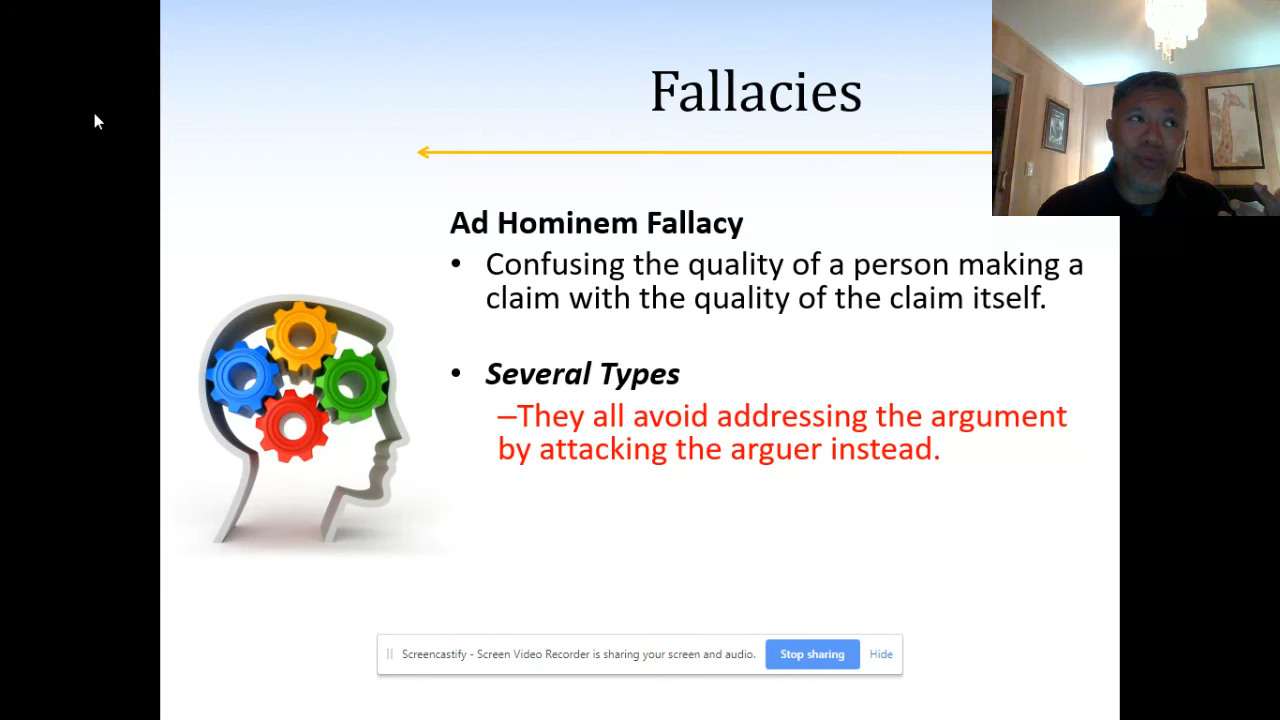 Fallacies
Ad Hominem Fallacy
• Confusing the quality of a person making a
claim with the quality of the claim itself.
• Several Types
–They all avoid addressing the argument
by attacking the arguer instead.
Screencastify - Screen Video Recorder is sharing your screen and audio. Stop sharing Hide